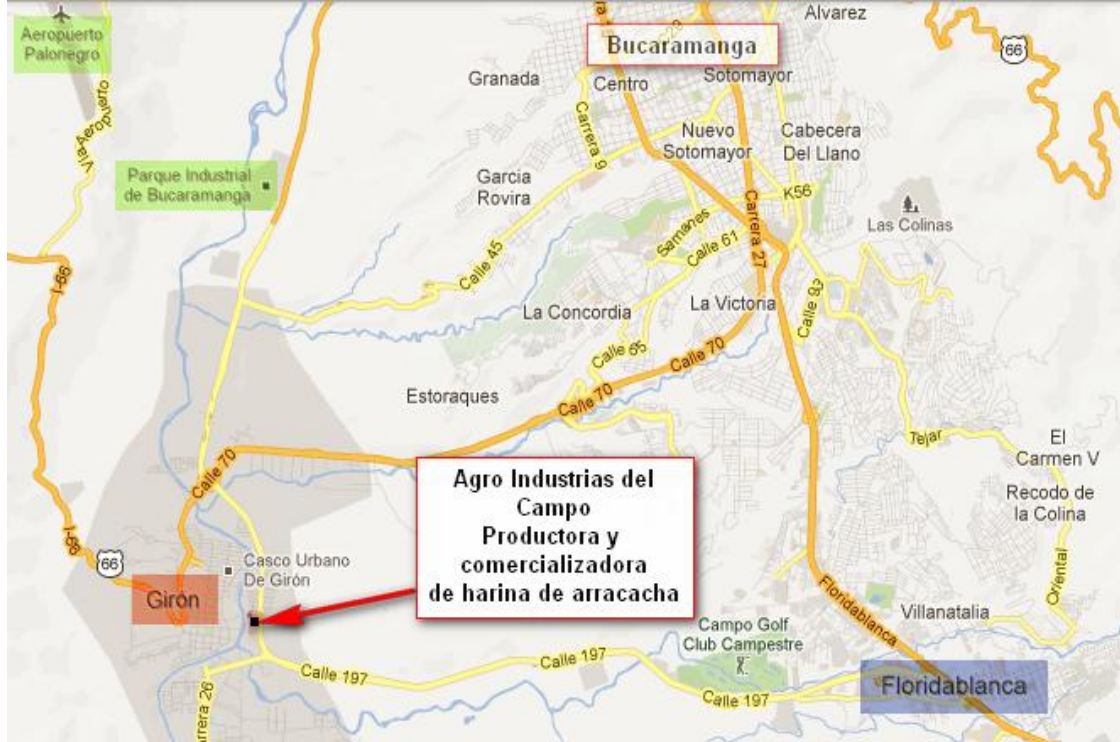 Aeropuerto
Palonegro
Alvarez
Bucaramanga
66
Granada
Centro
Sotomayor
Via Aeropuerto
Carrera 9
Nuevo
Sotomayor
Cabecera
Del Llano
Parque Industrial
de Bucaramanga
Garcia
Rovira
K56
Samanes
Carrera 27
Las Colinas
Calle 61
Calle 45
I-66
La Concordia
La Victoria
Calle 93
Calle 65
Calle 70
Estoraques
Calle 70
Tejar
El
Carmen V
Calle 70
Agro Industrias del
Campo
Productora y
comercializadora
de harina de arracacha
Recodo de
la Colina
I-66
66
Casco Urbano
De Girón
Oriental
Girón
Floridablanca
Villanatalia
Campo Golf
Club Campestre
Calle 197
Calle 197
Calle 197
Floridablanca
Carrera 26